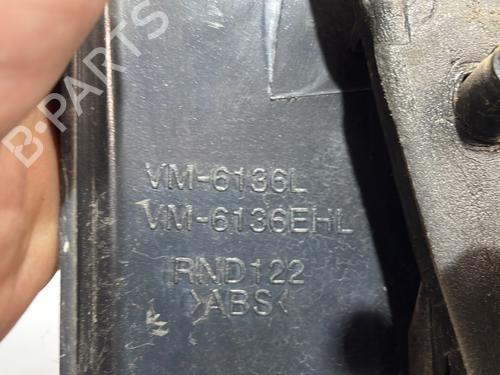 B-PARTS
VM-6136L
VM-6136EHL
RND122
>ABS<